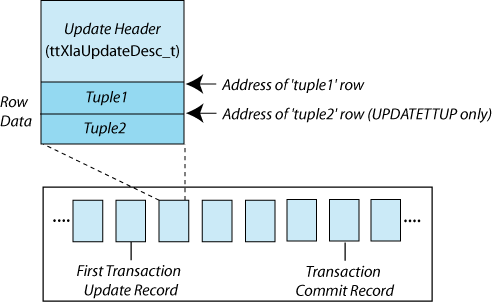 Update Header
(ttXlaUpdateDesc_t)
Address of 'tuple1' row
Row
Data
Tuple1
Address of 'tuple2' row (UPDATETTUP only)
Tuple2
....
....
First Transaction
Update Record
Transaction
Commit Record